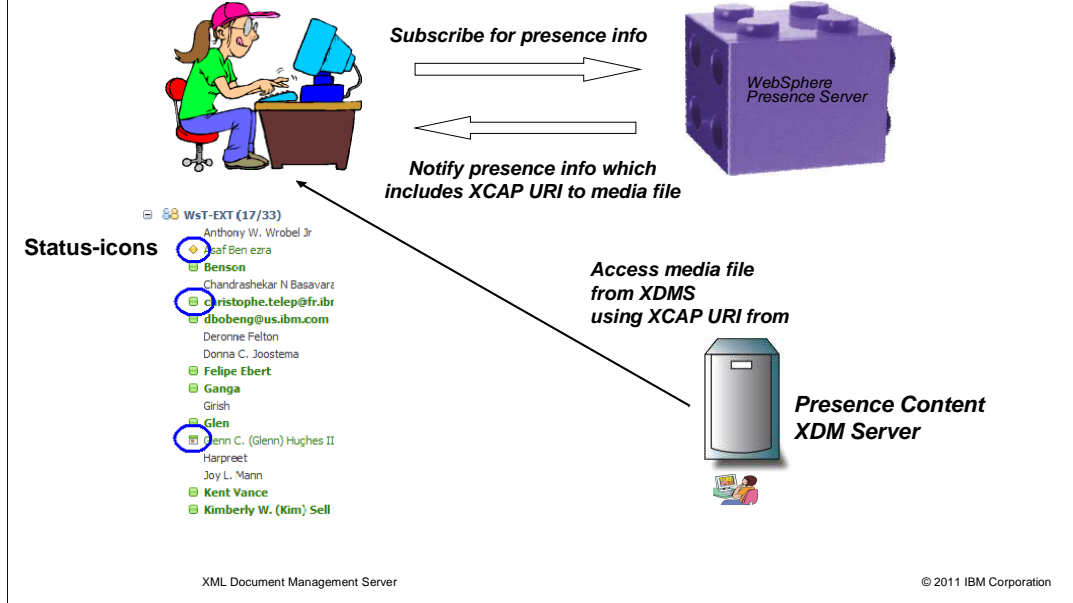 Subscribe for presence info
WebSphere
Presence Server
Notify presence info which
includes XCAP URI to media file
WsT-EXT (17/33)
Anthony W. Wrobel Jr
Status-icons
Asaf Ben ezra
Benson
Chandrashekar N Basavara
christophe.telep@fr.ibr
dbobeng@us.ibm.com
Deronne Felton
Donna C. Joostema
Felipe Ebert
Ganga
Girish
Glen
Glenn C. (Glenn) Hughes II
Harpreet
Joy L. Mann
Kent Vance
Kimberly W. (Kim) Sell
Access media file
from XDMS
using XCAP URI from
Presence Content
XDM Server
XML Document Management Server
© 2011 IBM Corporation